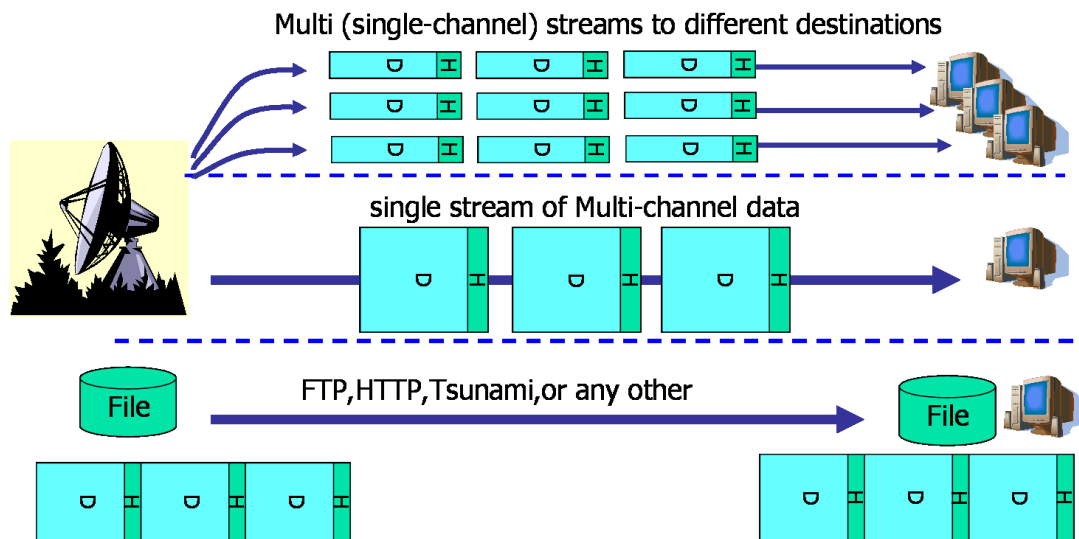 Multi (single-channel) streams to different destinations
D H D H D H
D H D H D H
D H D H D H
single stream of Multi-channel data
D H D H D H
FTP,HTTP,Tsunami,or any other
File
File
D H D H D H
D H D H D H